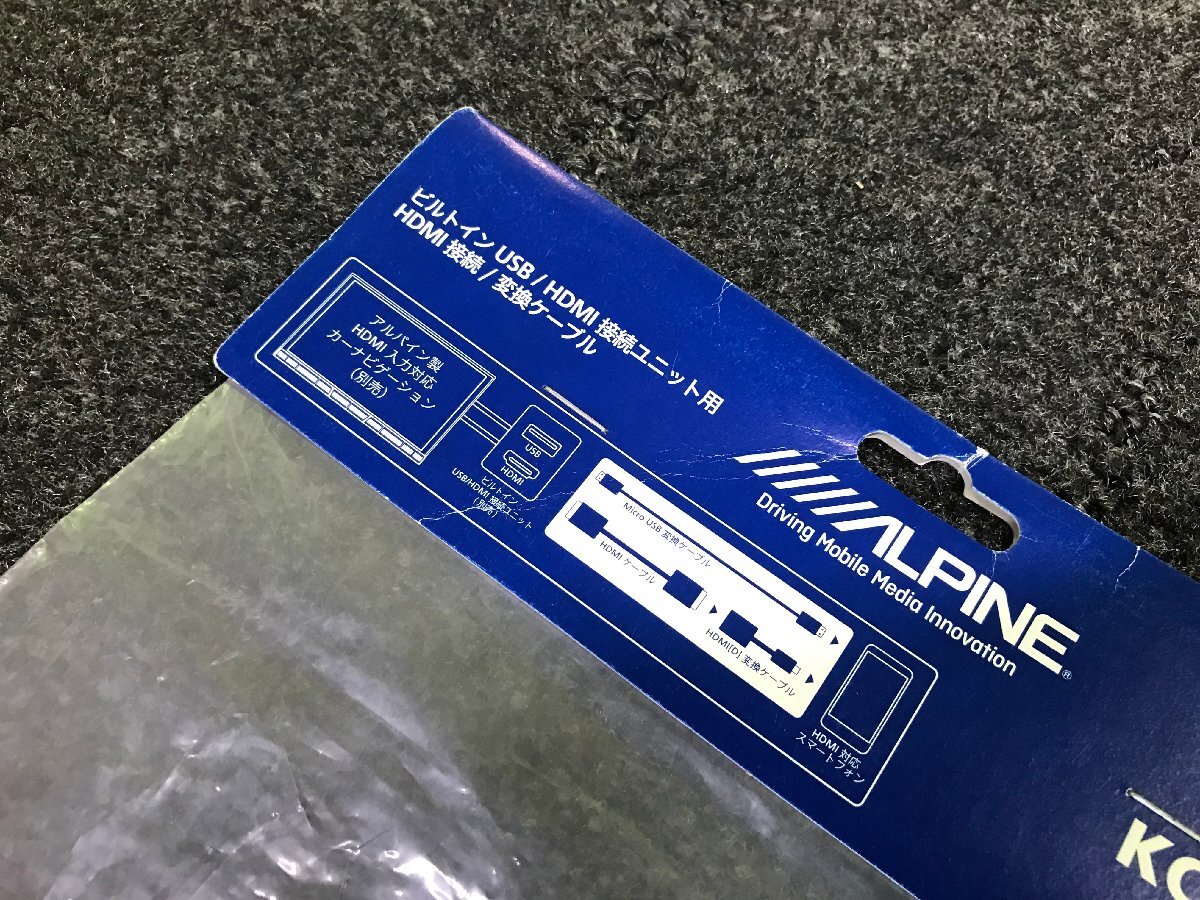 ビルトイン USB / HDMI 接続ユニット用
HDMI 接続 / 変換ケーブル
アルパイン製
HDMI 入力対応
カーナビゲーション
(別売)
USB
HDMI
ビルトイン
USB/HDMI 接続ユニット
(別売)
Micro USB 変換ケーブル
HDMI ケーブル
HDMI[D] 変換ケーブル
HDMI 対応
スマートフォン
ALPINE®
Driving Mobile Media Innovation